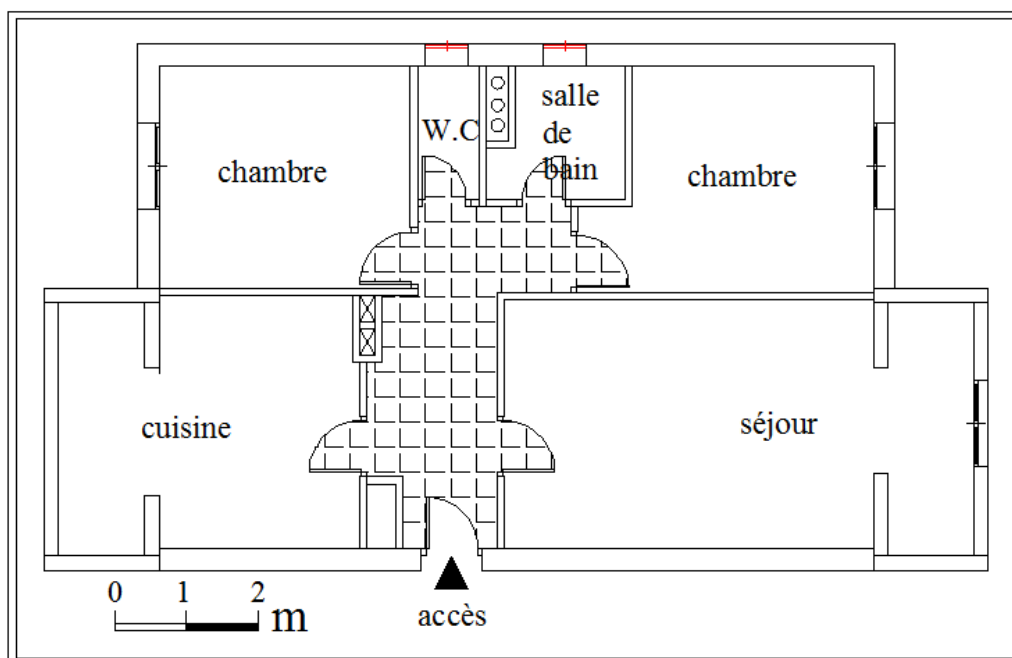 salle
de
bain
W.C
chambre
chambre
cuisine
séjour
0 1 2
m
accès